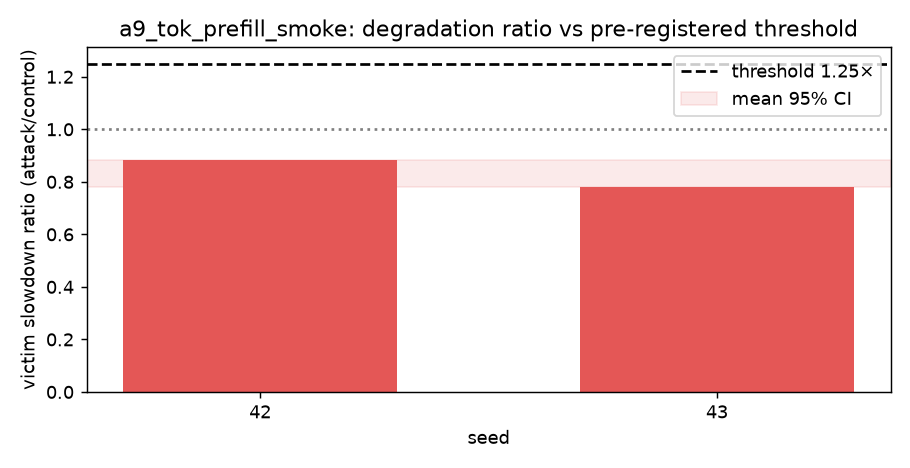 a9_tok_prefill_smoke: degradation ratio vs pre-registered threshold
victim slowdown ratio (attack/control)
1.2
1.0
0.8
0.6
0.4
0.2
0.0
threshold 1.25×
mean 95% CI
42
43
seed